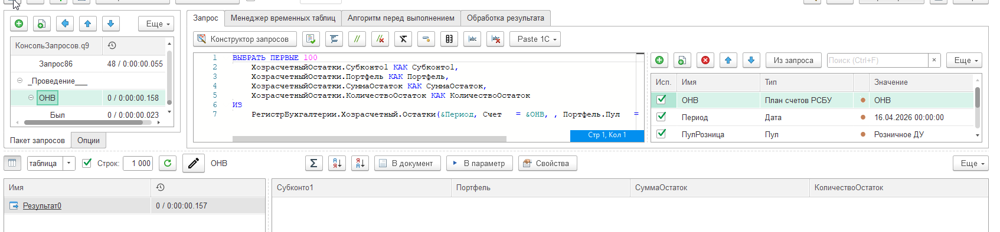 Еще
КонсольЗапросов.q9
Запрос86 48 / 0:00:00.055
_Проведение___
ОНВ 0 / 0:00:00.158
Был 0 / 0:00:00.023
Пакет запросов Опции
Запрос Менеджер временных таблиц Алгоритм перед выполнением Обработка результата
Конструктор запросов Paste 1C
1 ВЫБРАТЬ ПЕРВЫЕ 100
2 ХозрасчетныйОстатки.Субконто1 КАК Субконто1,
3 ХозрасчетныйОстатки.Портфель КАК Портфель,
4 ХозрасчетныйОстатки.СуммаОстаток КАК СуммаОстаток,
5 ХозрасчетныйОстатки.КоличествоОстаток КАК КоличествоОстаток
6 ИЗ
7 РегистрБухгалтерии.Хозрасчетный.Остатки(&Период, Счет = &ОНВ, , Портфель.Пул =
Стр 1, Кол 1
Из запроса Поиск (Ctrl+F) × Еще
Исп. Имя Тип Значение
ОНВ План счетов РСБУ ОНВ
Период Дата 16.04.2026 00:00:00
ПулРозница Пул Розничное ДУ
таблица Строк: 1 000 ОНВ Σ В документ В параметр Свойства Еще
Имя
Результат0 0 / 0:00:00.157
Субконто1 Портфель СуммаОстаток КоличествоОстаток